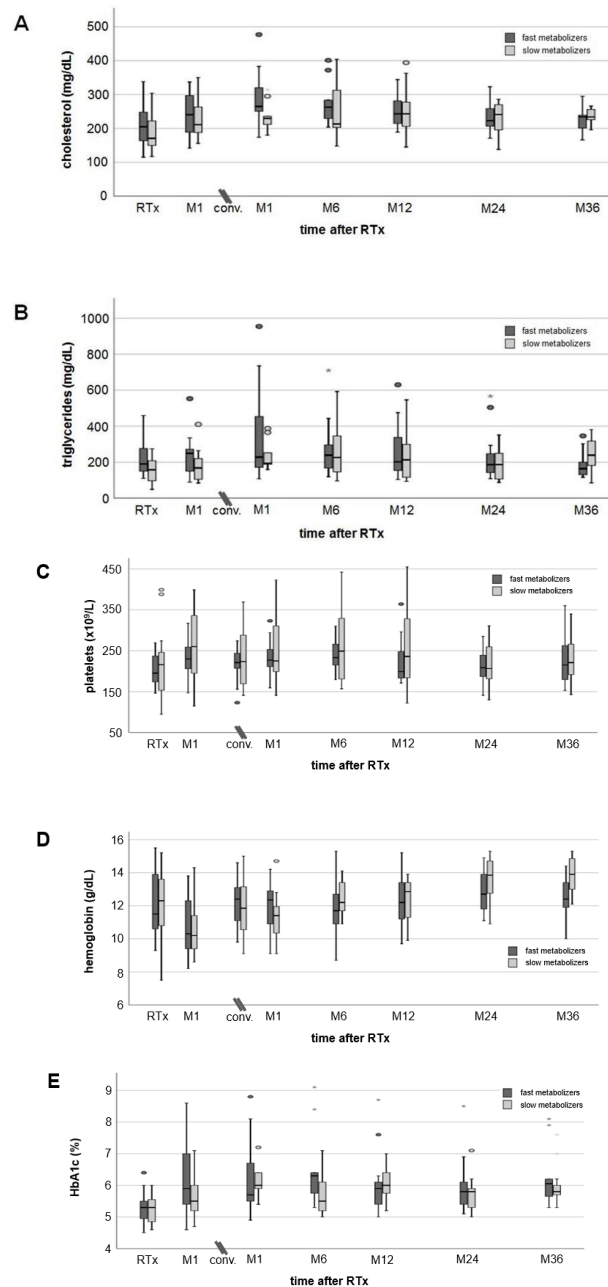 A
cholesterol (mg/dL)
500
400
300
200
100
0
fast metabolizers
slow metabolizers
RTx M1 conv. M1 M6 M12 M24 M36
time after RTx
B
triglycerides (mg/dL)
1000
800
600
400
200
0
fast metabolizers
slow metabolizers
RTx M1 conv. M1 M6 M12 M24 M36
time after RTx
C
platelets (x10⁹/L)
450
350
250
150
50
fast metabolizers
slow metabolizers
RTx M1 conv. M1 M6 M12 M24 M36
time after RTx
D
hemoglobin (g/dL)
16
14
12
10
8
6
fast metabolizers
slow metabolizers
RTx M1 conv. M1 M6 M12 M24 M36
time after RTx
E
HbA1c (%)
9
8
7
6
5
4
fast metabolizers
slow metabolizers
RTx M1 conv. M1 M6 M12 M24 M36
time after RTx